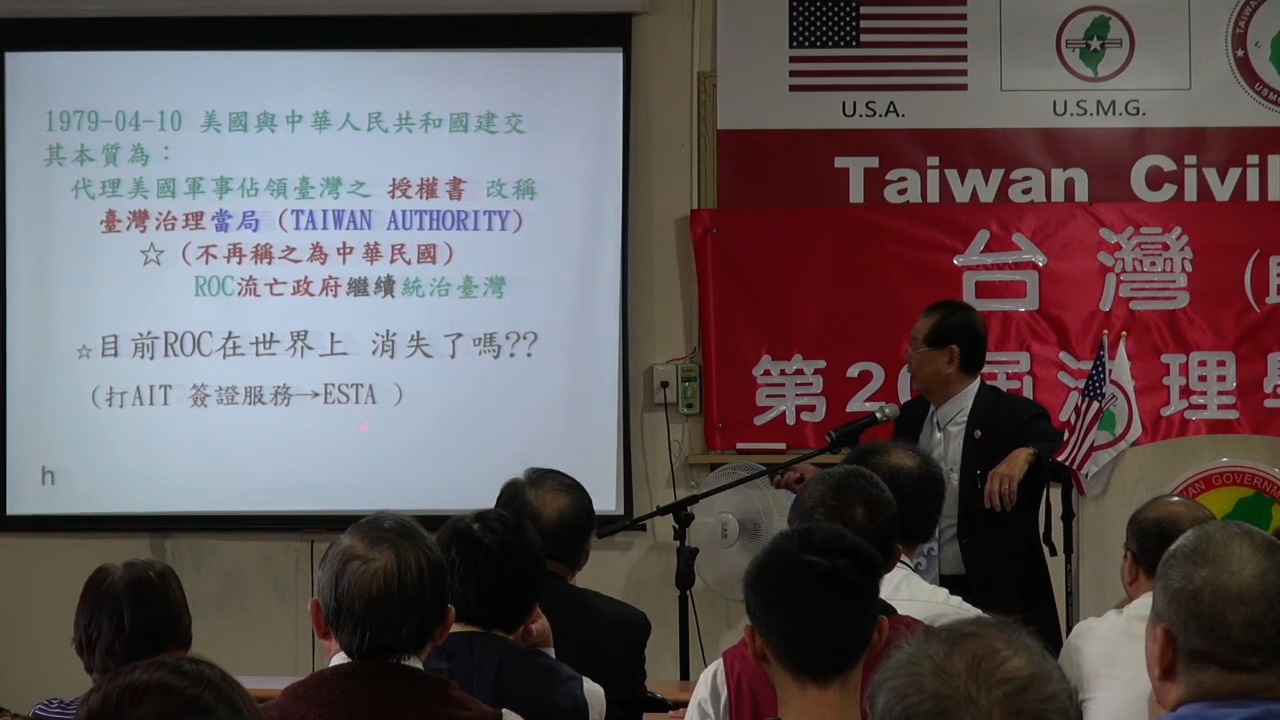 1979-04-10 美國與中華人民共和國建交
其本質為：
代理美國軍事佔領臺灣之 授權書 改稱
臺灣治理當局 (TAIWAN AUTHORITY)
☆ (不再稱之為中華民國)
ROC流亡政府繼續統治臺灣
☆目前ROC在世界上 消失了嗎??
(打AIT 簽證服務→ESTA )
h
U.S.A.
U.S.M.G.
Taiwan Civil
台灣
第20屆法理學
GOVERNM